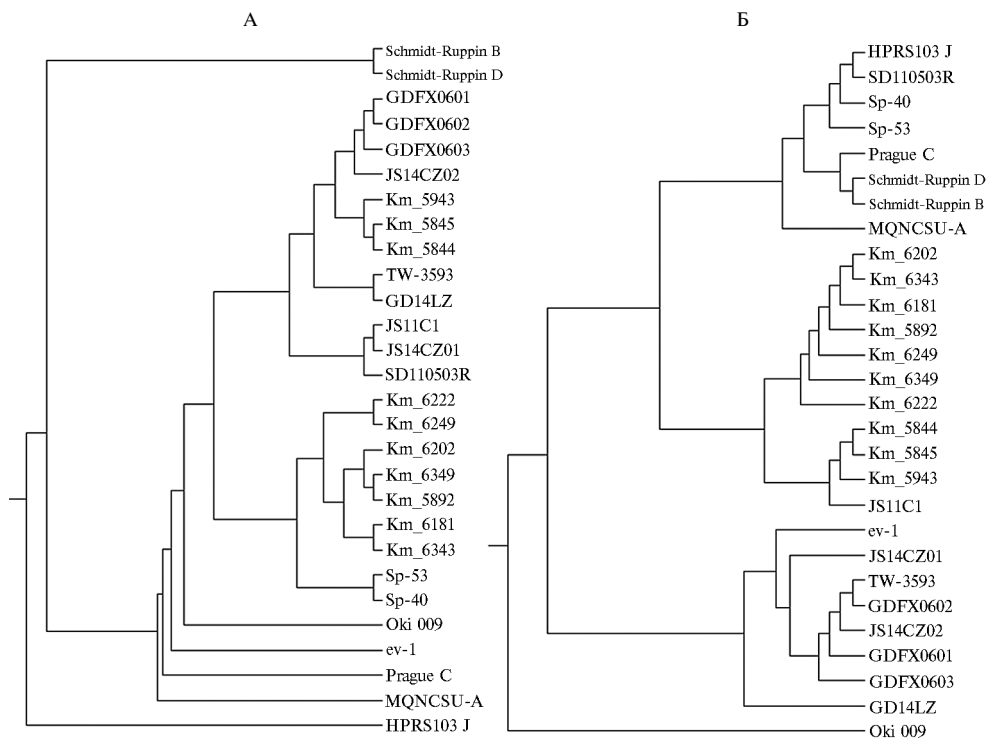 А
Schmidt-Ruppin B
Schmidt-Ruppin D
GDFX0601
GDFX0602
GDFX0603
JS14CZ02
Km_5943
Km_5845
Km_5844
TW-3593
GD14LZ
JS11C1
JS14CZ01
SD110503R
Km_6222
Km_6249
Km_6202
Km_6349
Km_5892
Km_6181
Km_6343
Sp-53
Sp-40
Oki 009
ev-1
Prague C
MQNCSU-A
HPRS103 J
Б
HPRS103 J
SD110503R
Sp-40
Sp-53
Prague C
Schmidt-Ruppin D
Schmidt-Ruppin B
MQNCSU-A
Km_6202
Km_6343
Km_6181
Km_5892
Km_6249
Km_6349
Km_6222
Km_5844
Km_5845
Km_5943
JS11C1
ev-1
JS14CZ01
TW-3593
GDFX0602
JS14CZ02
GDFX0601
GDFX0603
GD14LZ
Oki 009